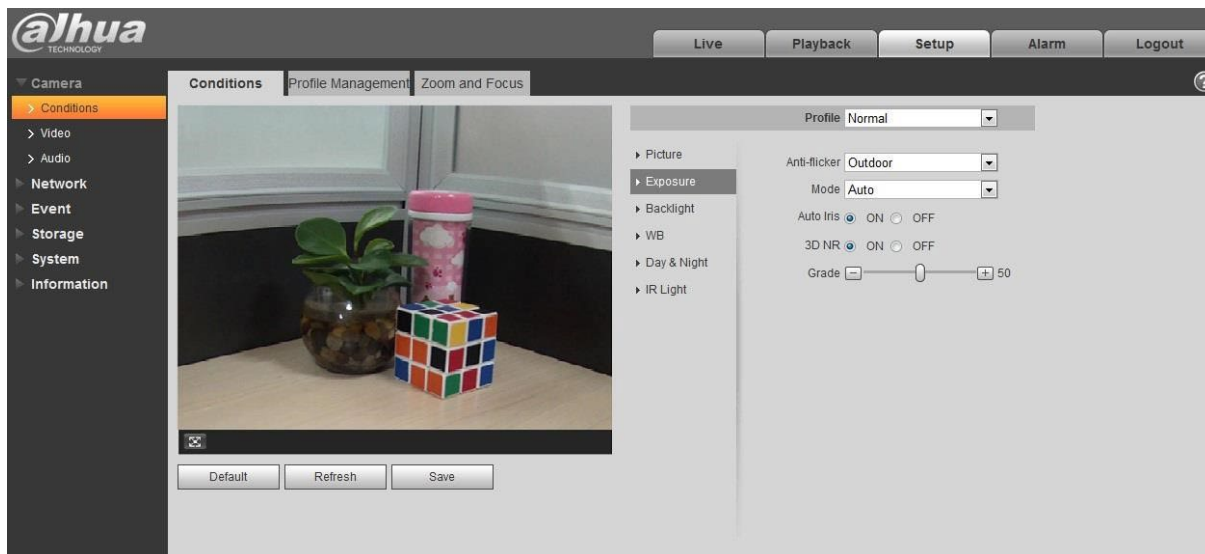 alhua
TECHNOLOGY
Live
Playback
Setup
Alarm
Logout
Camera
Conditions
Video
Audio
Network
Event
Storage
System
Information
Conditions
Profile Management
Zoom and Focus
Profile Normal
Picture
Exposure
Backlight
WB
Day & Night
IR Light
Anti-flicker Outdoor
Mode Auto
Auto Iris ON OFF
3D NR ON OFF
Grade 50
Default
Refresh
Save